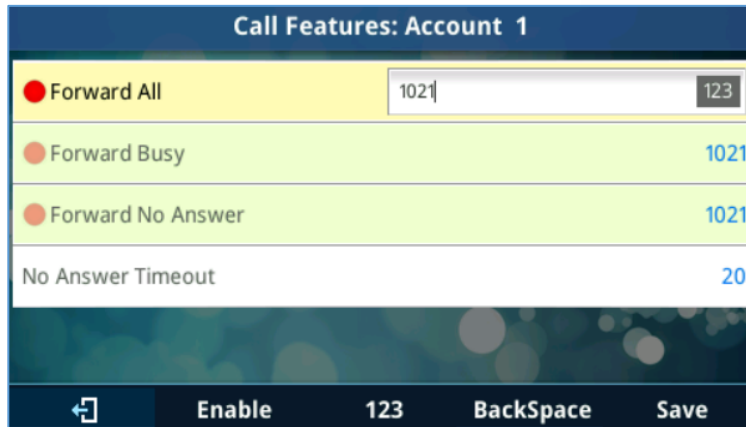 Call Features: Account 1
Forward All 1021 123
Forward Busy 1021
Forward No Answer 1021
No Answer Timeout 20
Enable 123 BackSpace Save